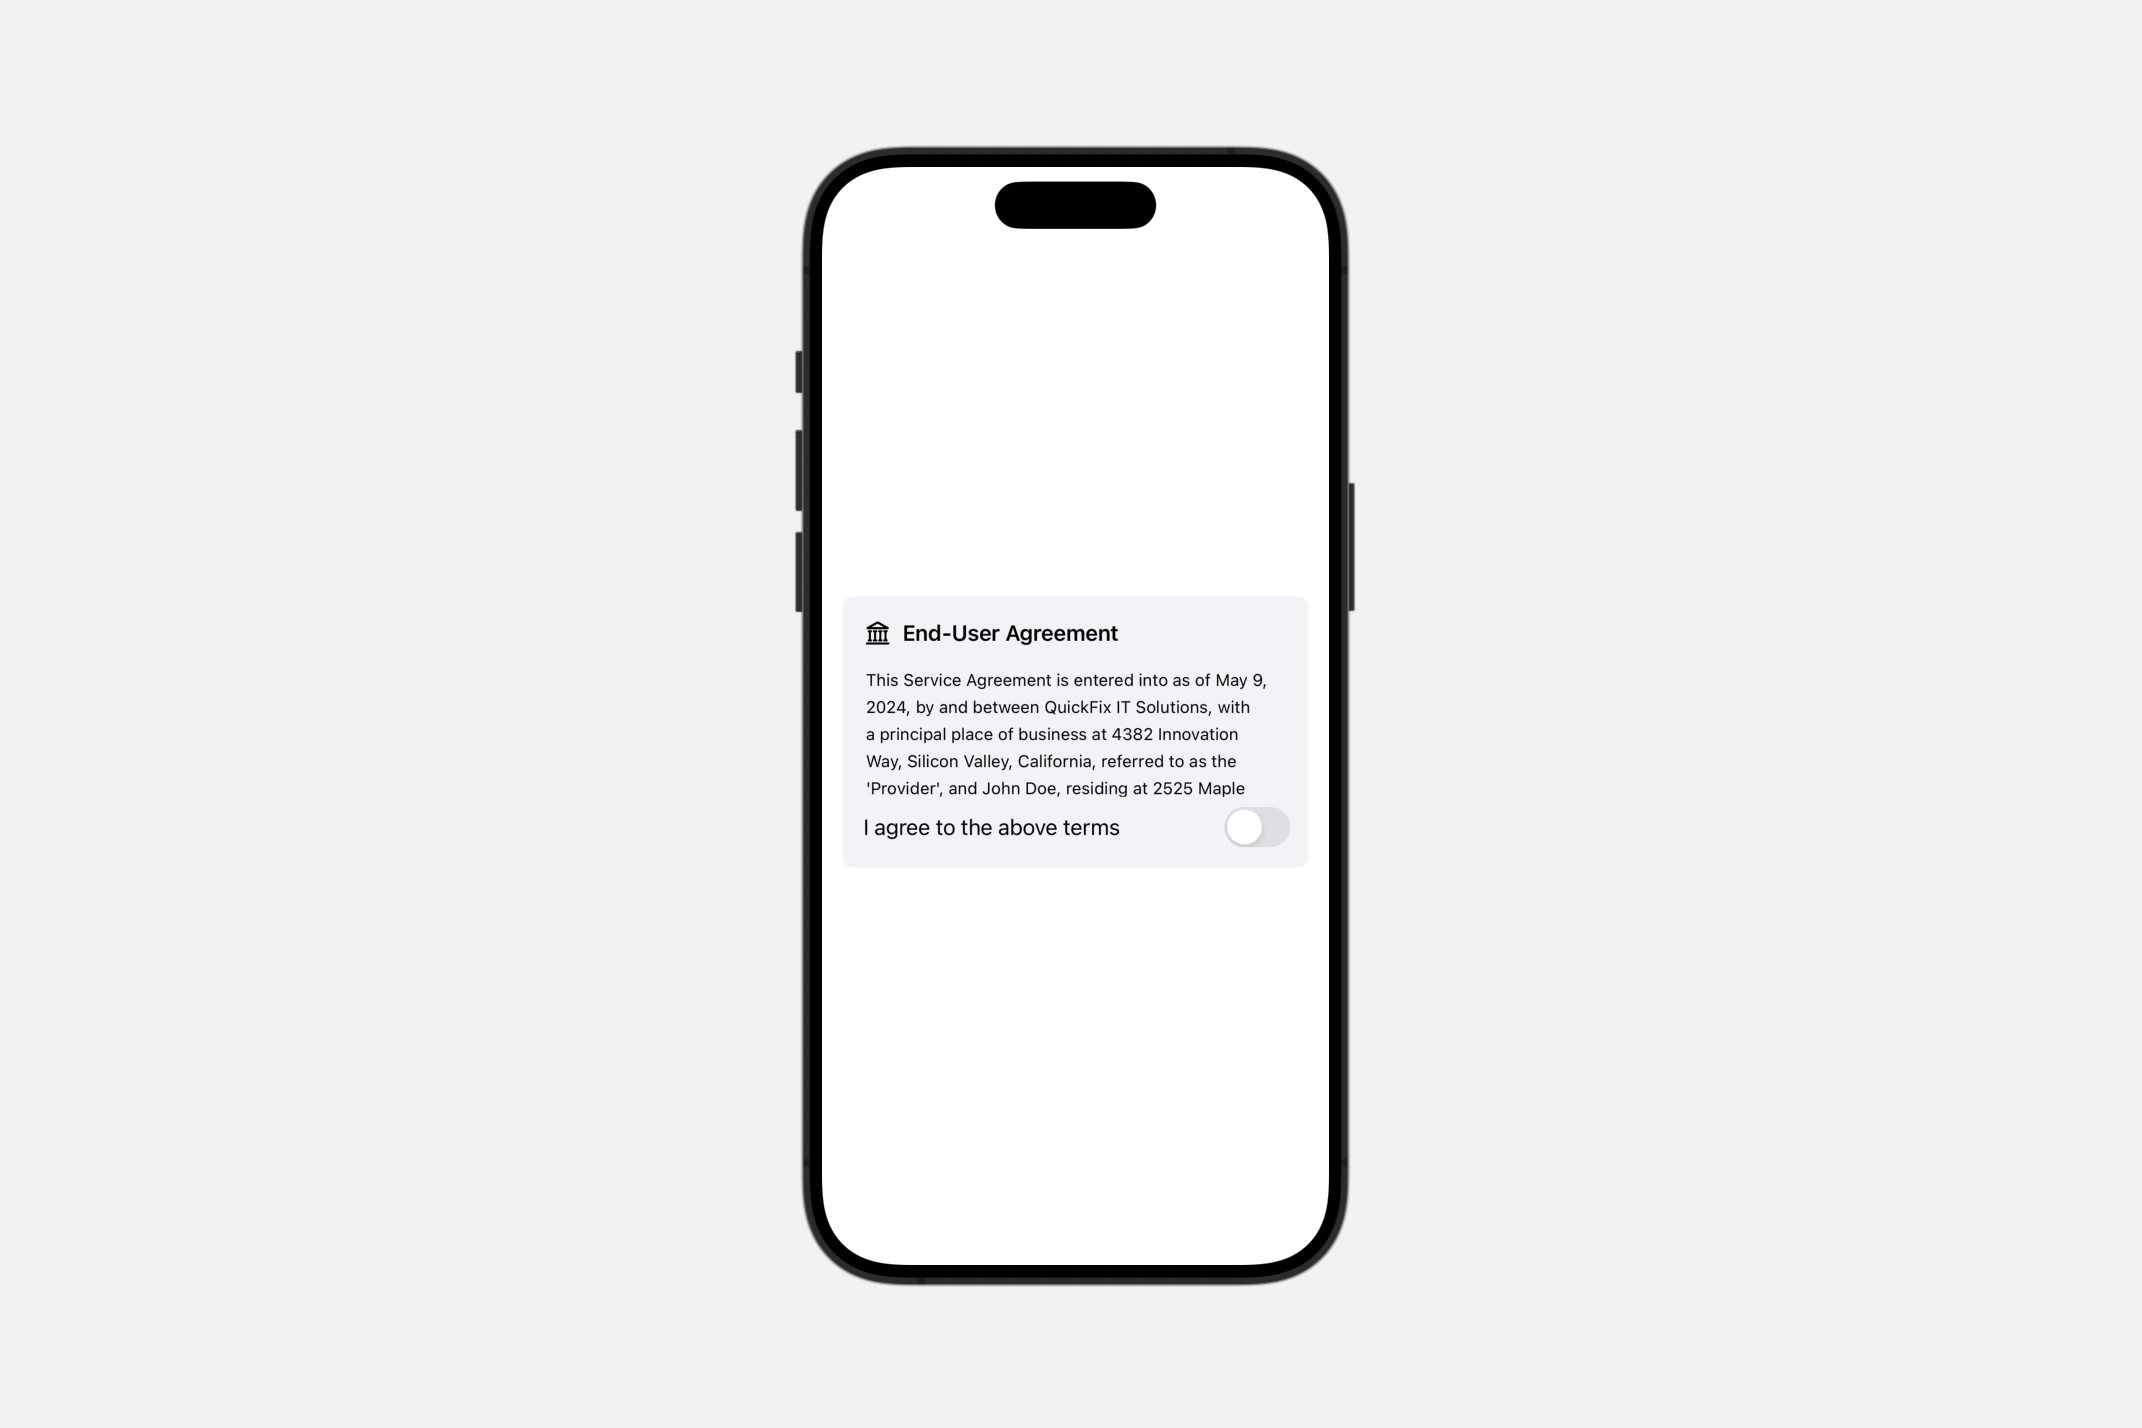 End-User Agreement
This Service Agreement is entered into as of May 9,
2024, by and between QuickFix IT Solutions, with
a principal place of business at 4382 Innovation
Way, Silicon Valley, California, referred to as the
'Provider', and John Doe, residing at 2525 Maple
I agree to the above terms